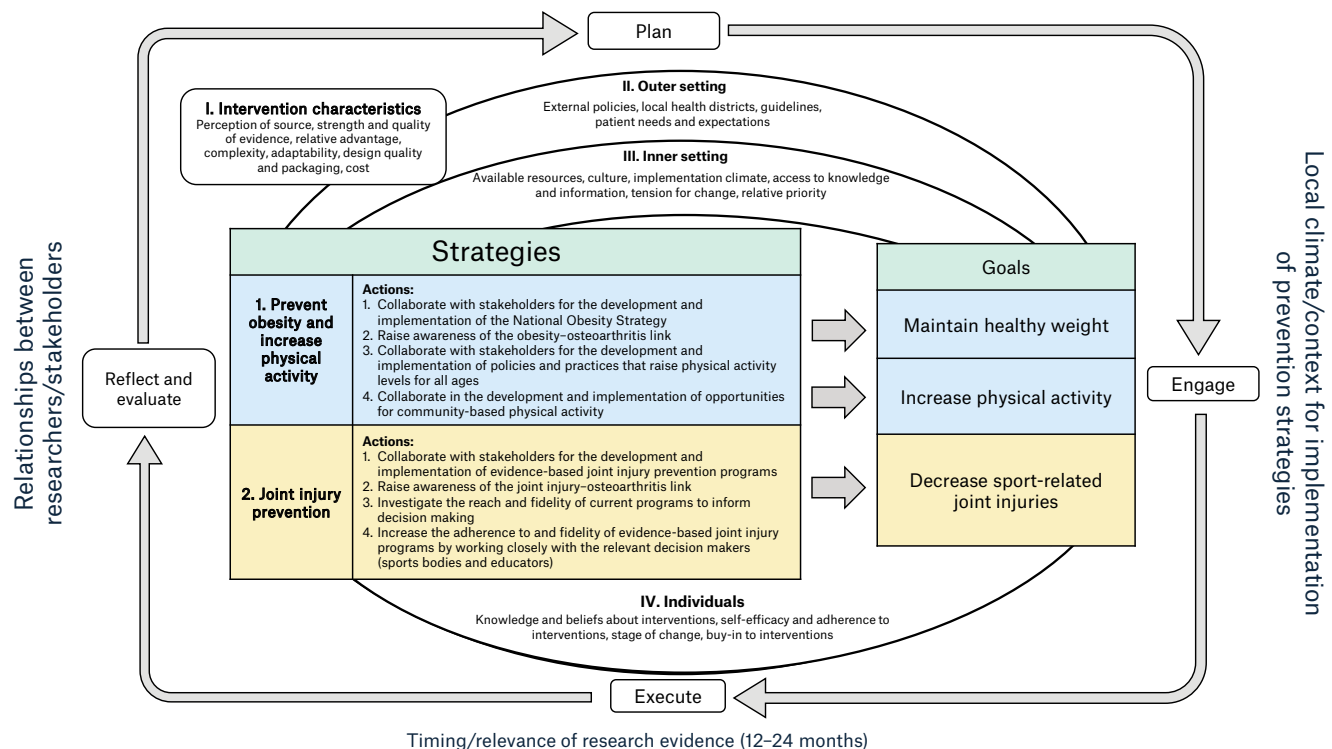 Plan
I. Intervention characteristics
Perception of source, strength and quality
of evidence, relative advantage,
complexity, adaptability, design quality
and packaging, cost
II. Outer setting
External policies, local health districts, guidelines,
patient needs and expectations
III. Inner setting
Available resources, culture, implementation climate, access to knowledge
and information, tension for change, relative priority
Relationships between
researchers/stakeholders
Reflect and
evaluate
Strategies
1. Prevent
obesity and
increase
physical
activity
Actions:
1. Collaborate with stakeholders for the development and
implementation of the National Obesity Strategy
2. Raise awareness of the obesity–osteoarthritis link
3. Collaborate with stakeholders for the development and
implementation of policies and practices that raise physical activity
levels for all ages
4. Collaborate in the development and implementation of opportunities
for community-based physical activity
2. Joint injury
prevention
Actions:
1. Collaborate with stakeholders for the development and
implementation of evidence-based joint injury prevention programs
2. Raise awareness of the joint injury–osteoarthritis link
3. Investigate the reach and fidelity of current programs to inform
decision making
4. Increase the adherence to and fidelity of evidence-based joint injury
programs by working closely with the relevant decision makers
(sports bodies and educators)
Goals
Maintain healthy weight
Increase physical activity
Decrease sport-related
joint injuries
Engage
Local climate/context for implementation
of prevention strategies
IV. Individuals
Knowledge and beliefs about interventions, self-efficacy and adherence to
interventions, stage of change, buy-in to interventions
Execute
Timing/relevance of research evidence (12–24 months)